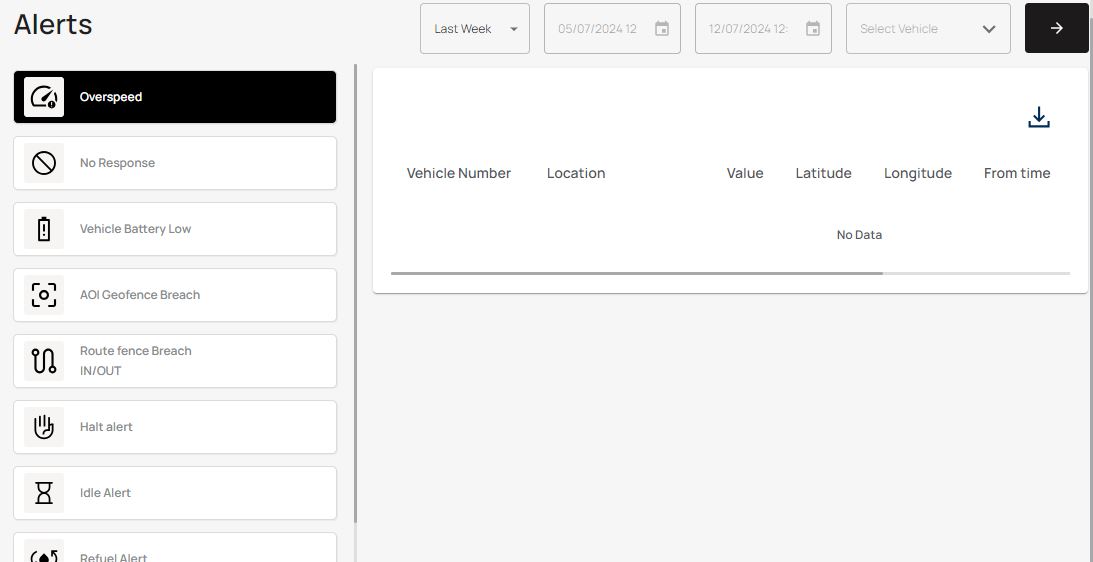 Alerts
Last Week
05/07/2024 12
12/07/2024 12:
Select Vehicle
Overspeed
No Response
Vehicle Battery Low
AOI Geofence Breach
Route fence Breach
IN/OUT
Halt alert
Idle Alert
Refuel Alert
Vehicle Number Location Value Latitude Longitude From time
No Data